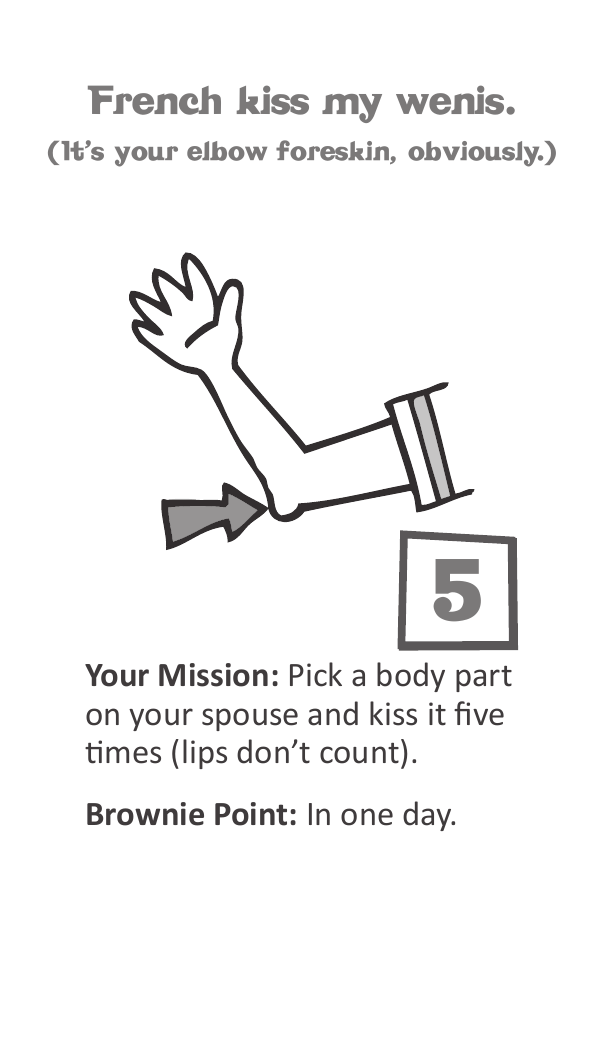 French kiss my wenis.
(It's your elbow foreskin, obviously.)
5
Your Mission: Pick a body part
on your spouse and kiss it five
times (lips don't count).
Brownie Point: In one day.